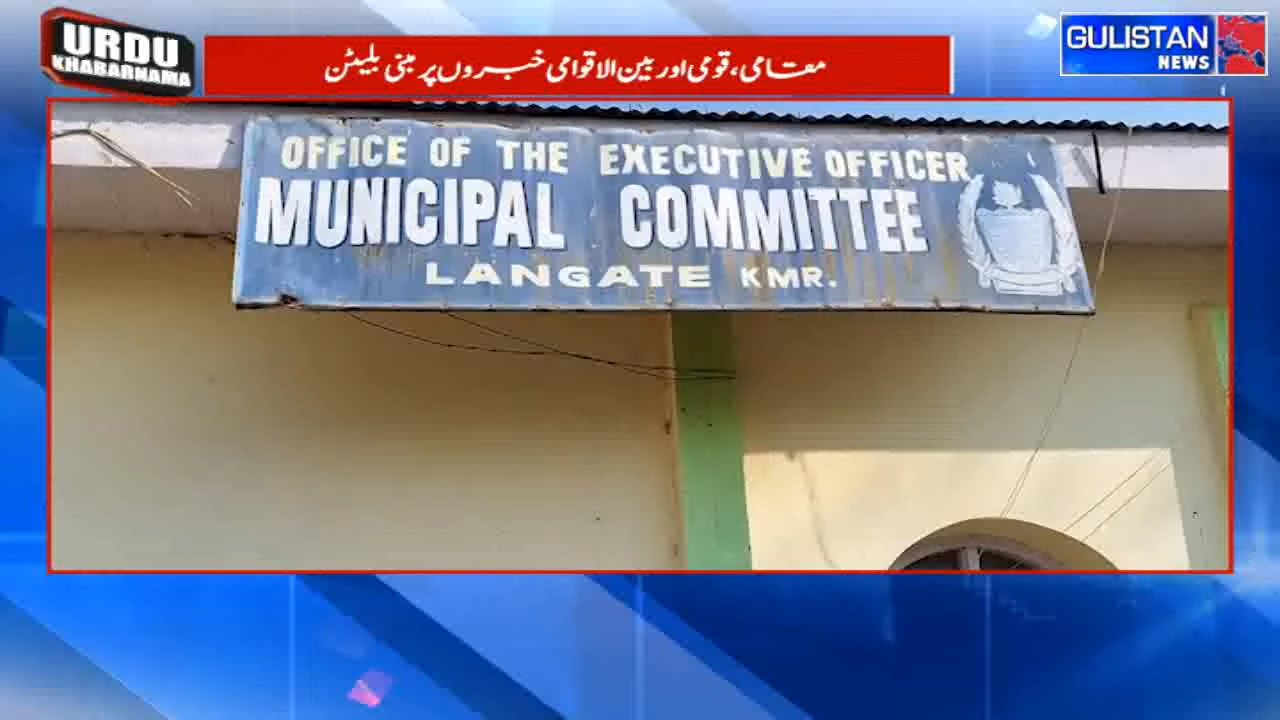 URDU
KHABARNAMA
مقامی، قومی اور بین الاقوامی خبروں پر مبنی بلیٹن
GULISTAN
NEWS
OFFICE OF THE EXECUTIVE OFFICER
MUNICIPAL COMMITTEE
LANGATE KMR.